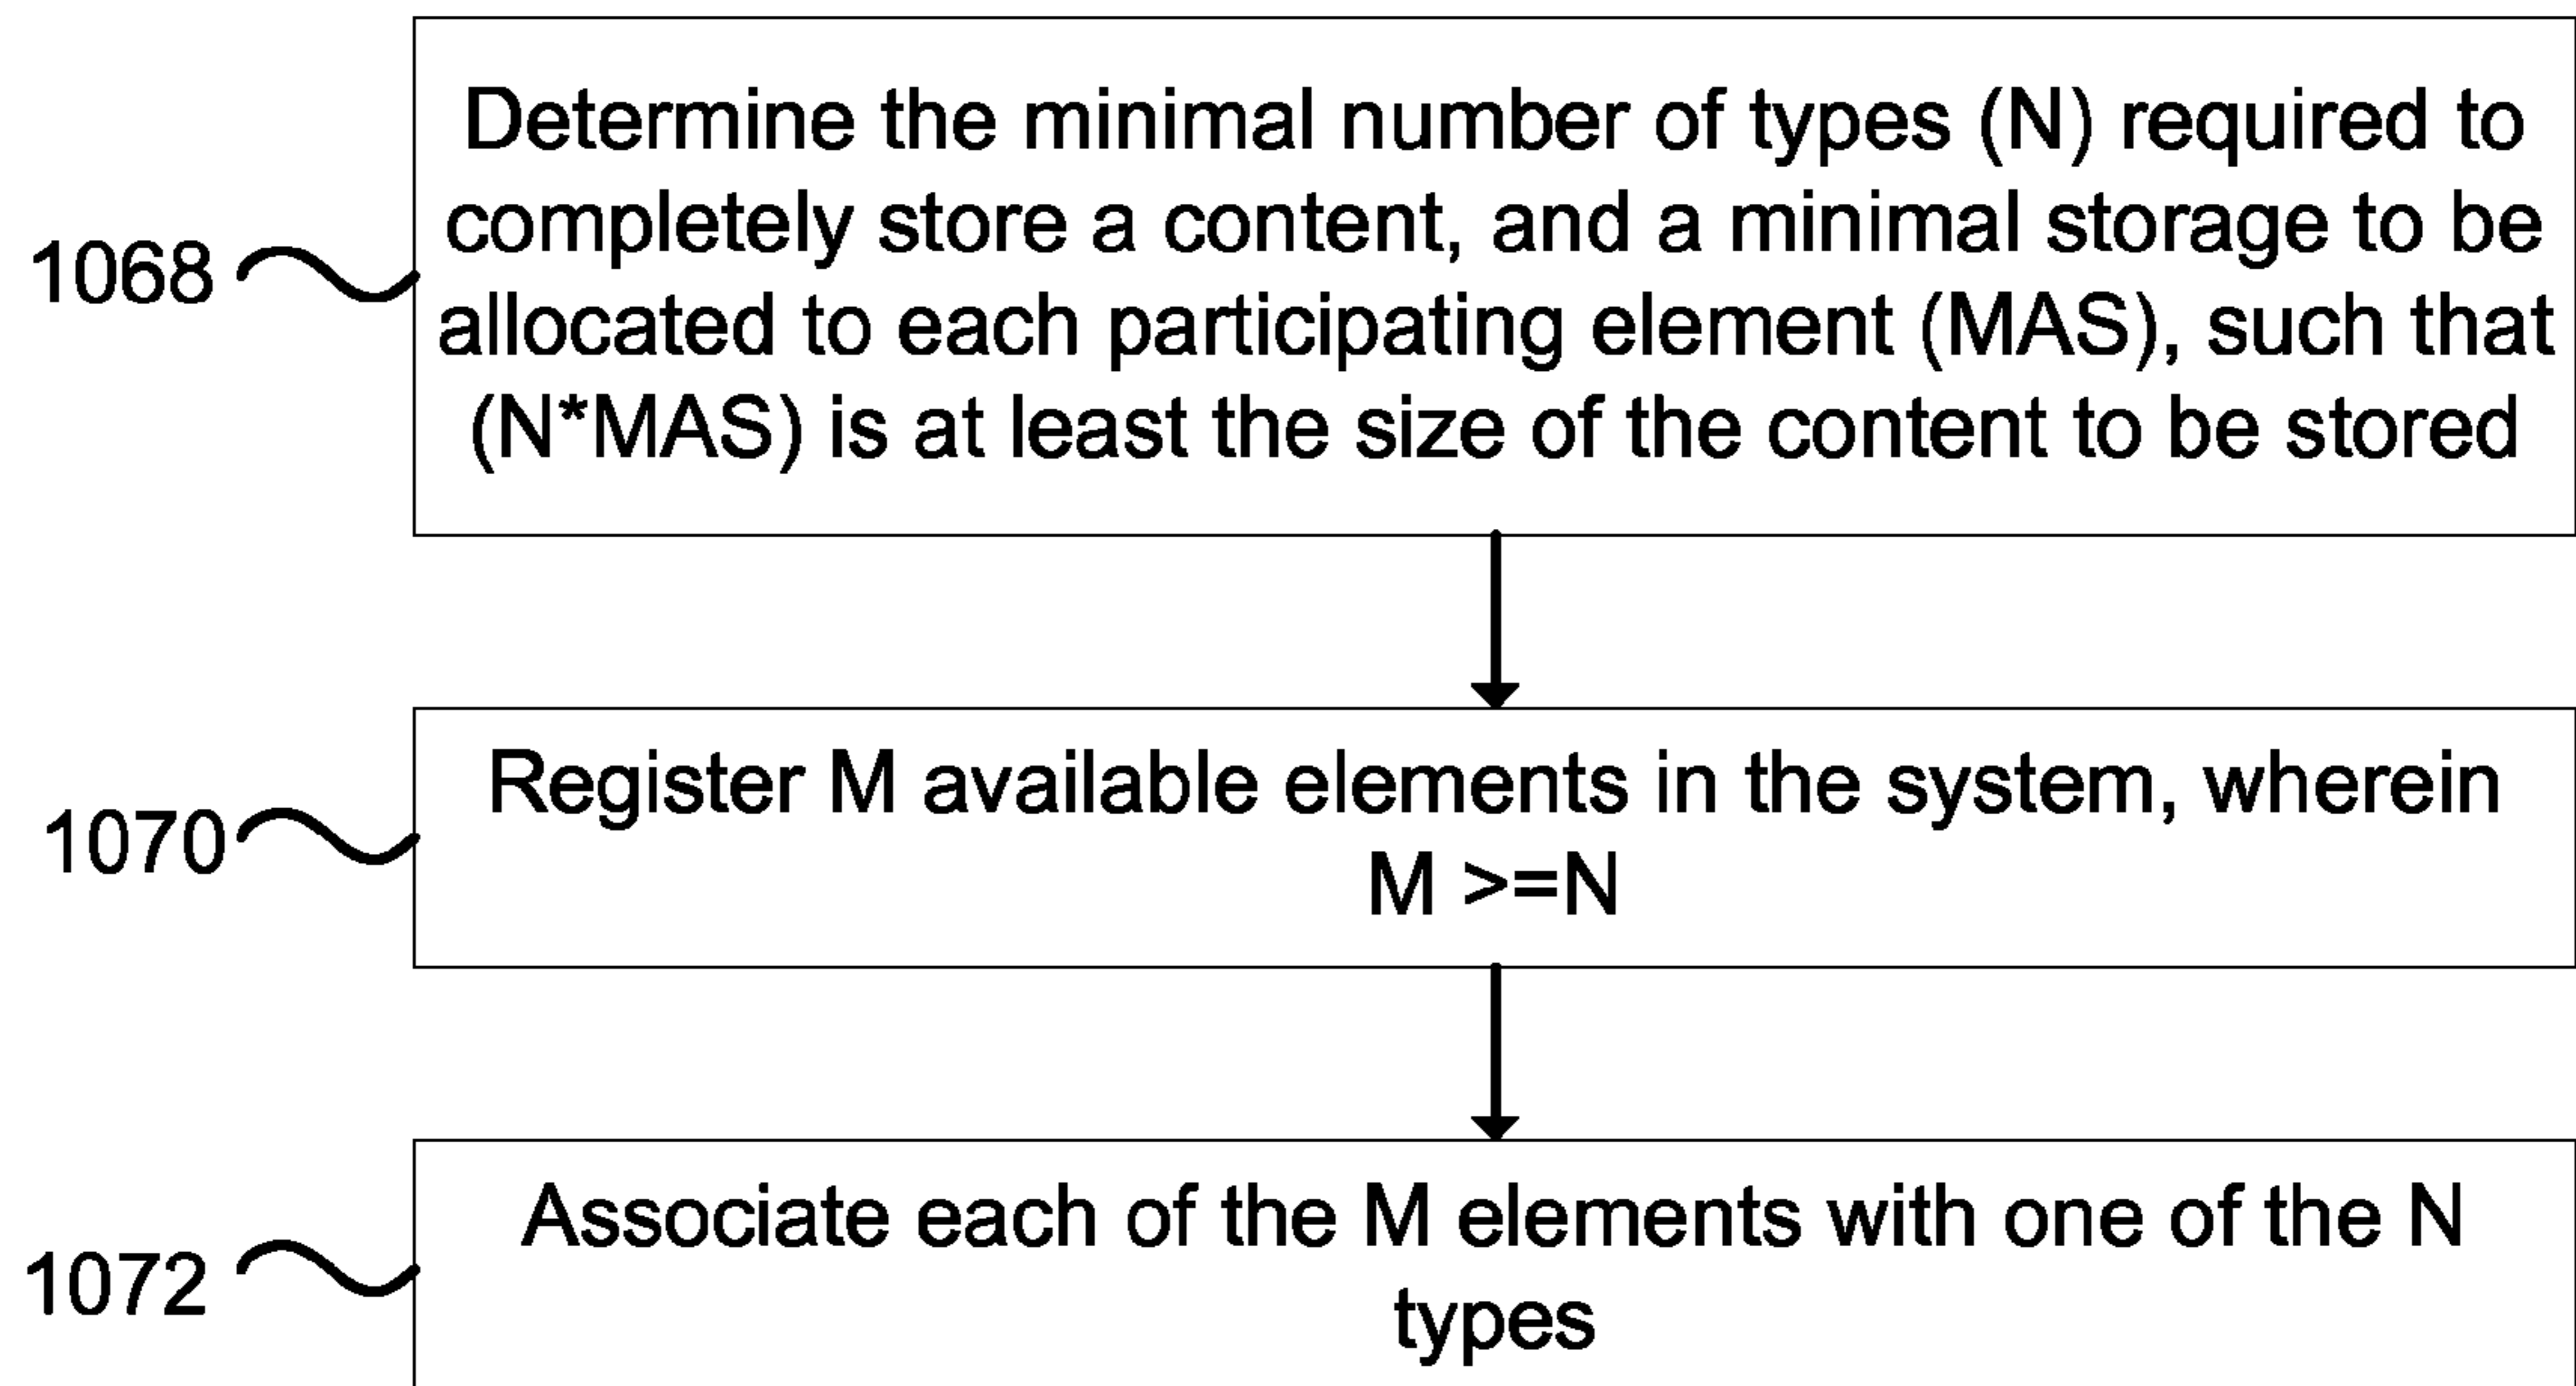 Determine the minimal number of types (N) required to
completely store a content, and a minimal storage to be
1068
allocated to each participating element (MAS), such that
(N*MAS) is at least the size of the content to be stored
Register M available elements in the system, wherein
1070
M >=N
Associate each of the M elements with one of the N
1072
types